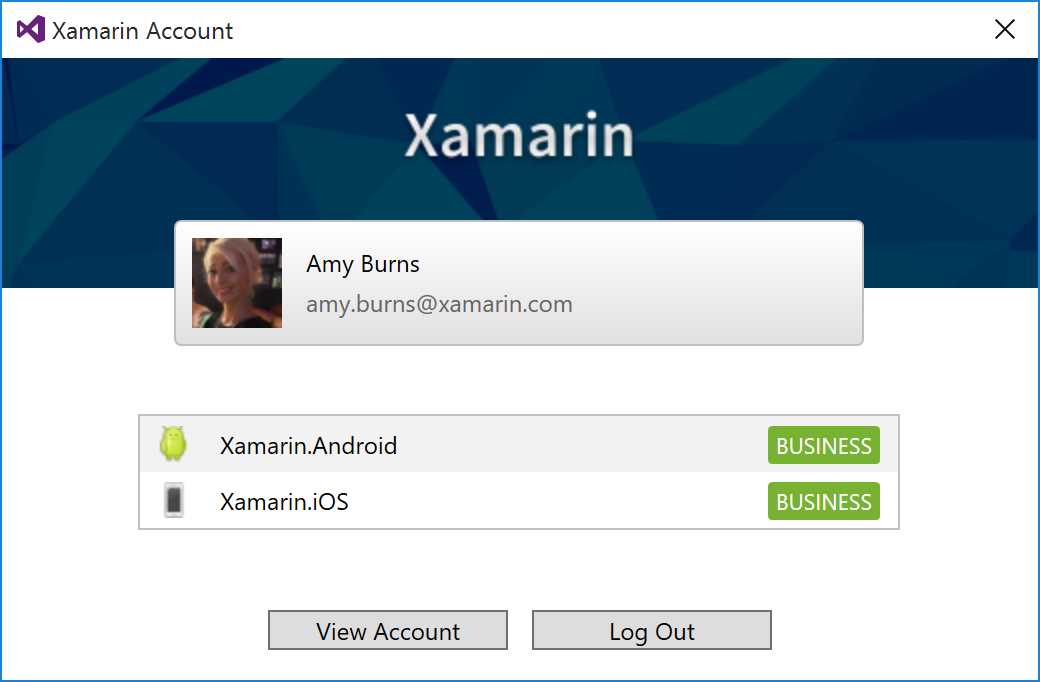 Xamarin Account
Xamarin
Amy Burns
amy.burns@xamarin.com
Xamarin.Android BUSINESS
Xamarin.iOS BUSINESS
View Account Log Out